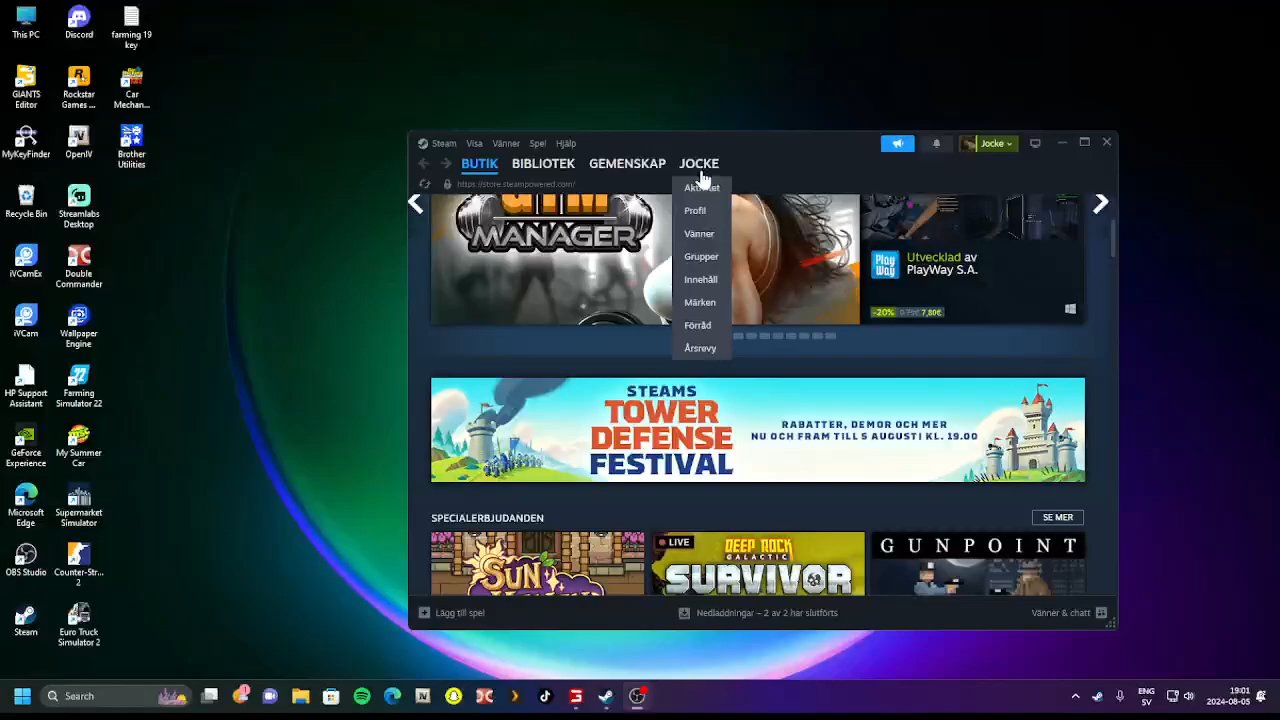 This PC
Discord
farming 19
key
GIANTS
Editor
Rockstar
Games ...
Car
Mechan...
MyKeyFinder
OpenIV
Brother
Utilities
Recycle Bin
Streamlabs
Desktop
iVCamEx
Double
Commander
iVCam
Wallpaper
Engine
HP Support
Assistant
Farming
Simulator 22
GeForce
Experience
My Summer
Car
Microsoft
Edge
Supermarket
Simulator
OBS Studio
Counter-Str...
2
Steam
Euro Truck
Simulator 2
Steam Visa Vänner Spel Hjälp
Jocke
BUTIK BIBLIOTEK GEMENSKAP JOCKE
https://store.steampowered.com/
Profil
Vänner
Grupper
Innehåll
Märken
Förråd
Årsrevy
MANAGER
PLAY WAY
Utvecklad av
PlayWay S.A.
-20% 7,80€
STEAMS
TOWER
DEFENSE
FESTIVAL
RABATTER, DEMOR OCH MER
NU OCH FRAM TILL 5 AUGUSTI KL. 19.00
SPECIALERBJUDANDEN
SE MER
SUN
LIVE
DEEP ROCK
GALACTIC
SURVIVOR
GUNPOINT
Lägg till spel
Nedladdningar – 2 av 2 har slutförts
Vänner & chatt
Search
ENG
SV
19:01
2024-08-05